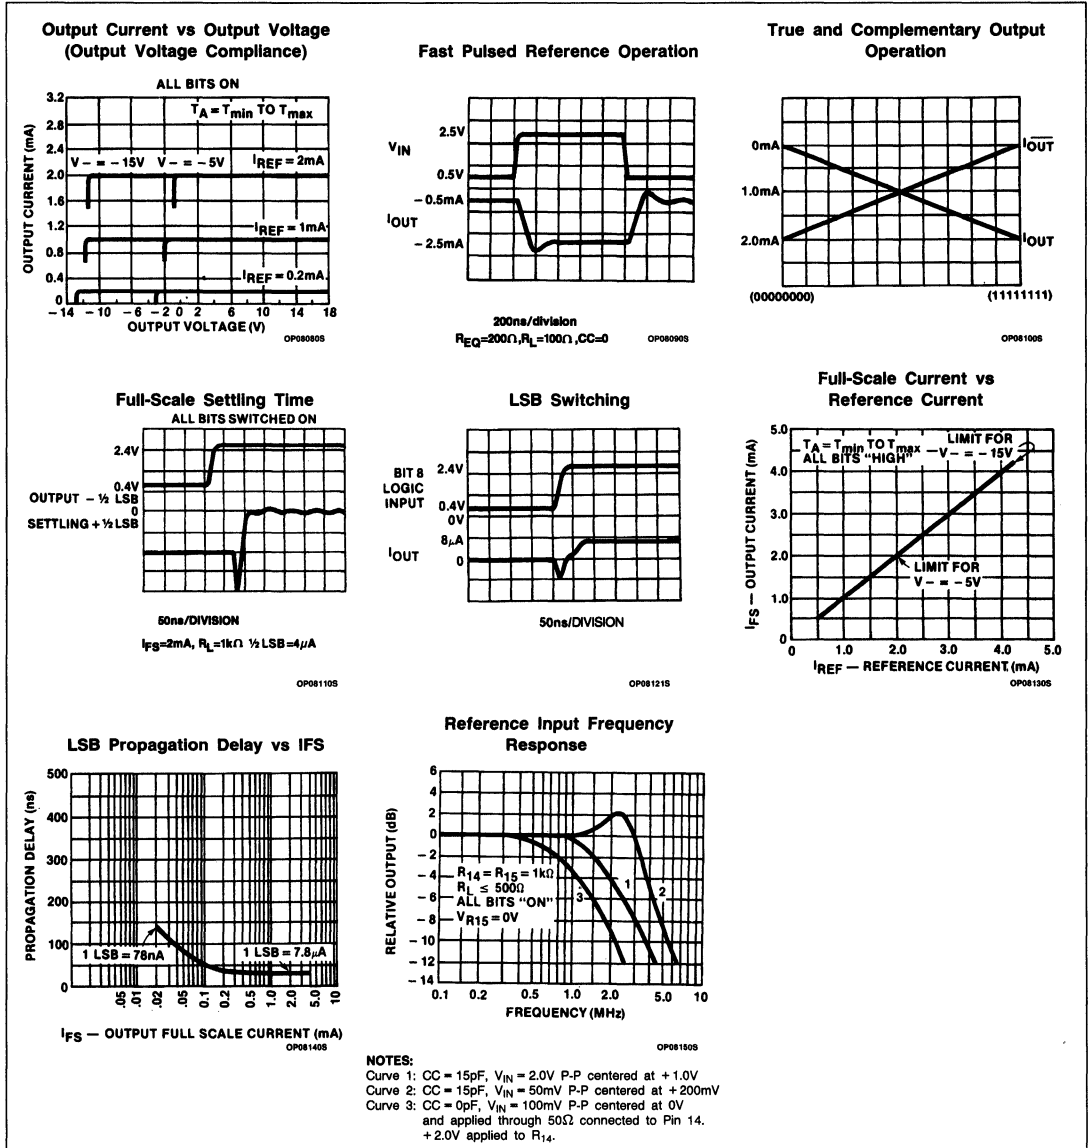 Output Current vs Output Voltage
(Output Voltage Compliance)
ALL BITS ON
3.2
2.8
2.4
2.0
1.6
1.2
0.8
0.4
0
OUTPUT CURRENT (mA)
TA = Tmin TO Tmax
V − = − 15V V − = − 5V IREF = 2mA
IREF = 1mA
IREF = 0.2mA
− 14 − 10 − 6 − 2 0 2 6 10 14 18
OUTPUT VOLTAGE (V)
OP08080S
Fast Pulsed Reference Operation
VIN
2.5V
0.5V
− 0.5mA
IOUT
− 2.5mA
200ns/division
REQ=200Ω,RL=100Ω,CC=0
OP08090S
True and Complementary Output
Operation
0mA
1.0mA
2.0mA
IOUT
IOUT
(00000000) (11111111)
OP08100S
Full-Scale Settling Time
ALL BITS SWITCHED ON
2.4V
0.4V
OUTPUT − ½ LSB
0
SETTLING + ½ LSB
50ns/DIVISION
IFS=2mA, RL=1kΩ ½ LSB=4μA
OP08110S
LSB Switching
BIT 8
LOGIC
INPUT
2.4V
0.4V
0V
8μA
IOUT
0
50ns/DIVISION
OP08121S
Full-Scale Current vs
Reference Current
5.0
4.0
3.0
2.0
1.0
0
IFS — OUTPUT CURRENT (mA)
TA = Tmin TO Tmax
ALL BITS "HIGH"
LIMIT FOR
V − = − 15V
LIMIT FOR
V − = − 5V
0 1.0 2.0 3.0 4.0 5.0
IREF — REFERENCE CURRENT (mA)
OP08130S
LSB Propagation Delay vs IFS
500
400
300
200
100
0
PROPAGATION DELAY (ns)
1 LSB = 78nA
1 LSB = 7.8μA
.05 .01 .02 .05 0.1 0.2 0.5 1.0 2.0 5.0 10
IFS — OUTPUT FULL SCALE CURRENT (mA)
OP08140S
Reference Input Frequency
Response
6
4
2
0
− 2
− 4
− 6
− 8
− 10
− 12
− 14
RELATIVE OUTPUT (dB)
R14 = R15 = 1kΩ
RL ≤ 500Ω
ALL BITS "ON"
VR15 = 0V
3 1 2
0.1 0.2 0.5 1.0 2.0 5.0 10
FREQUENCY (MHz)
OP08150S
NOTES:
Curve 1: CC = 15pF, VIN = 2.0V P-P centered at + 1.0V
Curve 2: CC = 15pF, VIN = 50mV P-P centered at + 200mV
Curve 3: CC = 0pF, VIN = 100mV P-P centered at 0V
and applied through 50Ω connected to Pin 14.
+ 2.0V applied to R14.